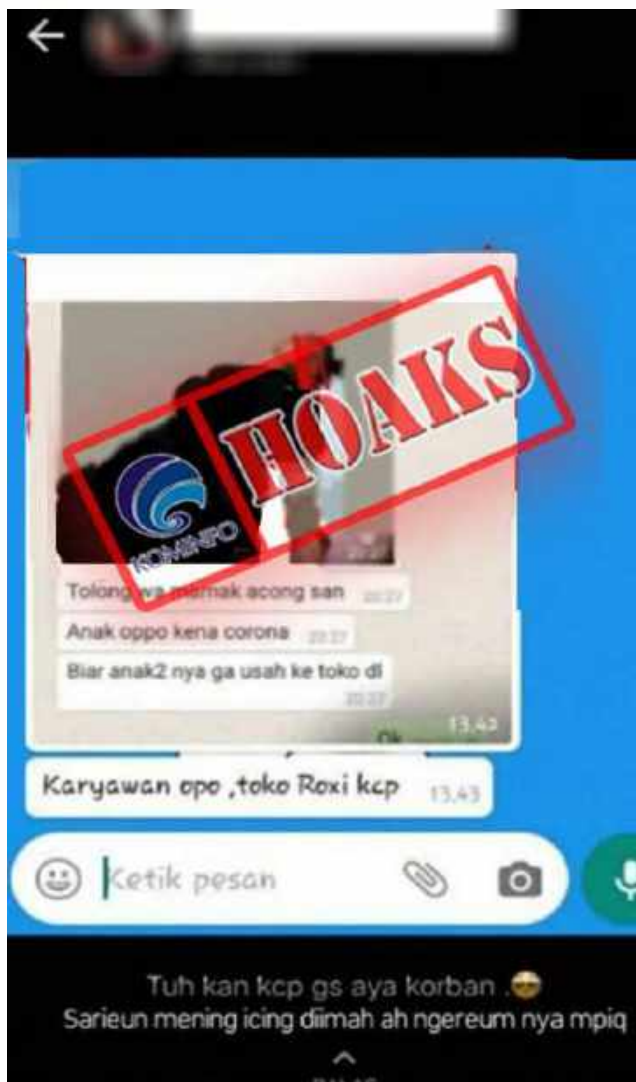 HOAKS
KOMINFO
Tolong wa mamak acong san 20:27
Anak oppo kena corona 20:27
Biar anak2 nya ga usah ke toko dl
20:27
Ok
13.43
Karyawan opo ,toko Roxi kcp 13.43
Ketik pesan
Tuh kan kcp gs aya korban .
Sarieun mening icing diimah ah ngereum nya mpiq